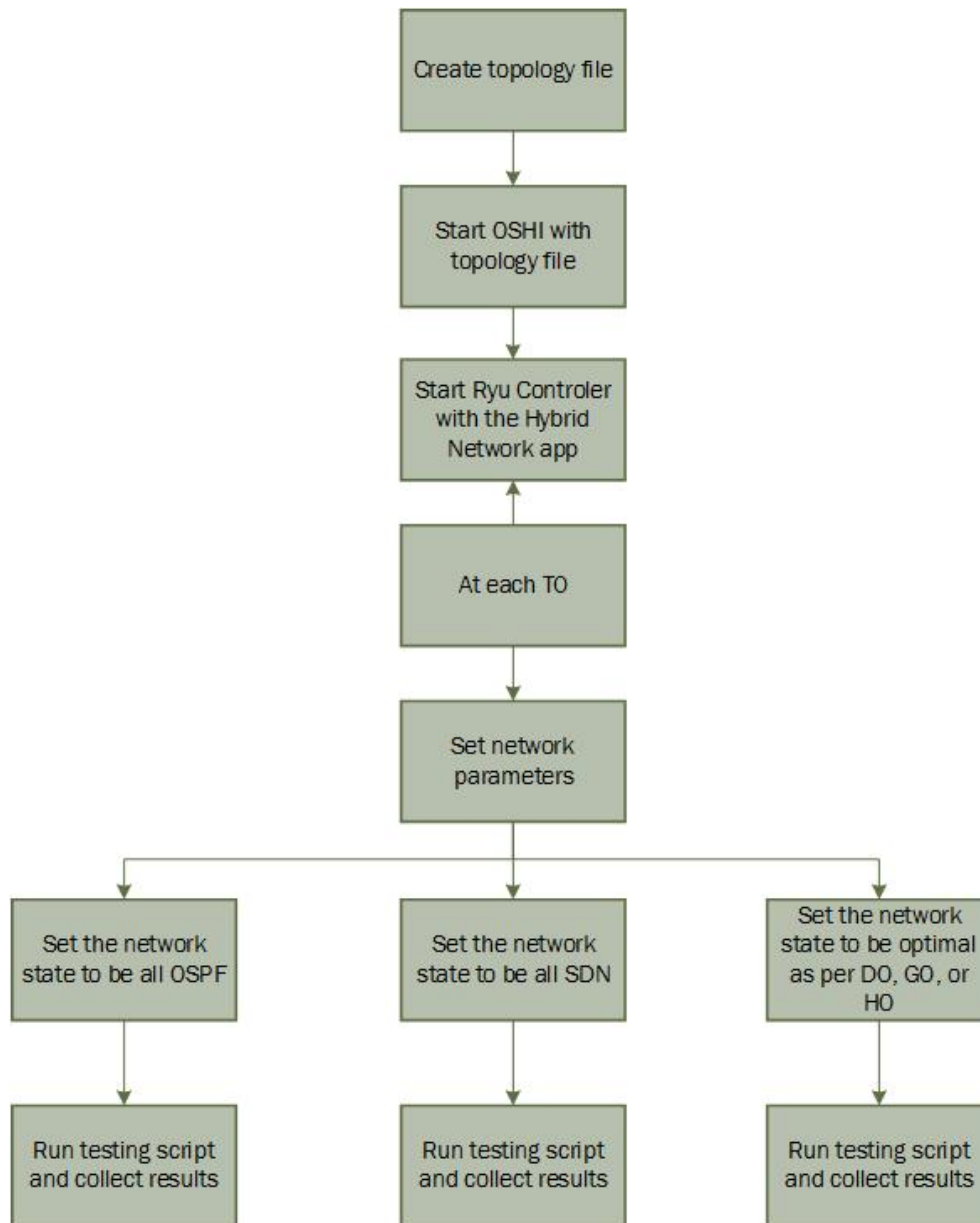 Create topology file
Start OSHI with
topology file
Start Ryu Controler
with the Hybrid
Network app
At each TO
Set network
parameters
Set the network
state to be all OSPF
Set the network
state to be all SDN
Set the network
state to be optimal
as per DO, GO, or
HO
Run testing script
and collect results
Run testing script
and collect results
Run testing script
and collect results